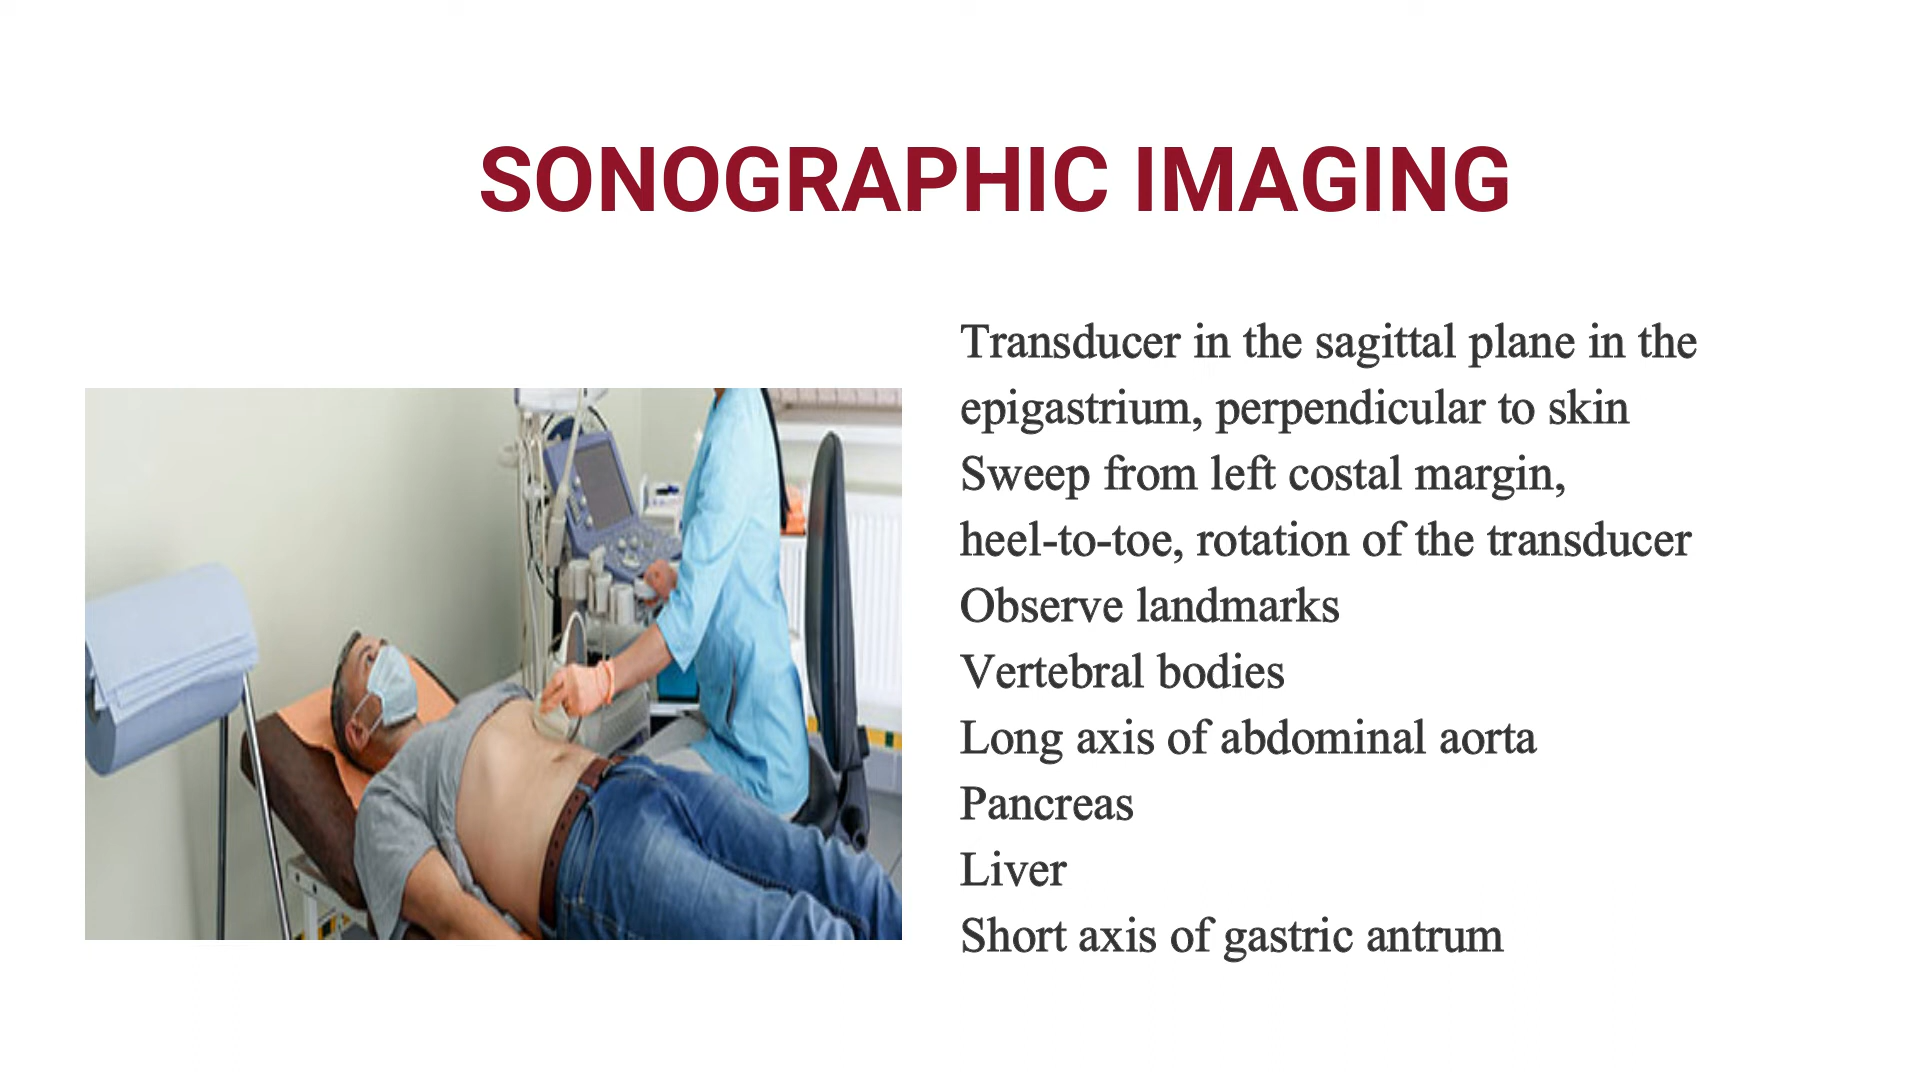 SONOGRAPHIC IMAGING
Transducer in the sagittal plane in the
epigastrium, perpendicular to skin
Sweep from left costal margin,
heel-to-toe, rotation of the transducer
Observe landmarks
Vertebral bodies
Long axis of abdominal aorta
Pancreas
Liver
Short axis of gastric antrum